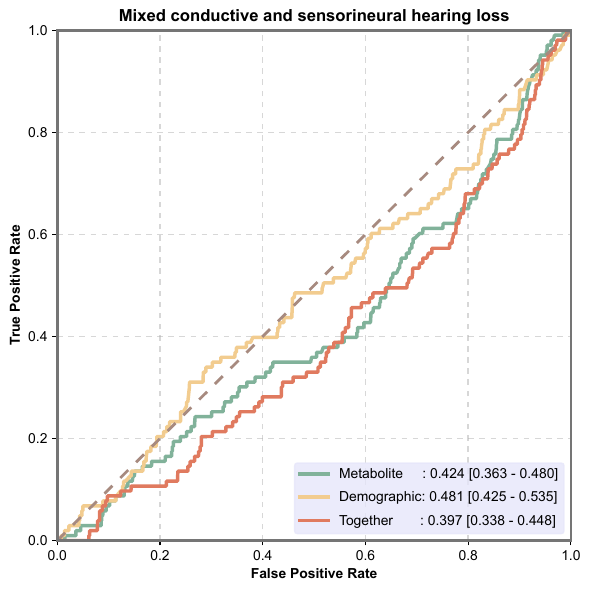 Mixed conductive and sensorineural hearing loss
True Positive Rate
1.0
0.8
0.6
0.4
0.2
0.0
Metabolite : 0.424 [0.363 - 0.480]
Demographic: 0.481 [0.425 - 0.535]
Together : 0.397 [0.338 - 0.448]
0.0 0.2 0.4 0.6 0.8 1.0
False Positive Rate